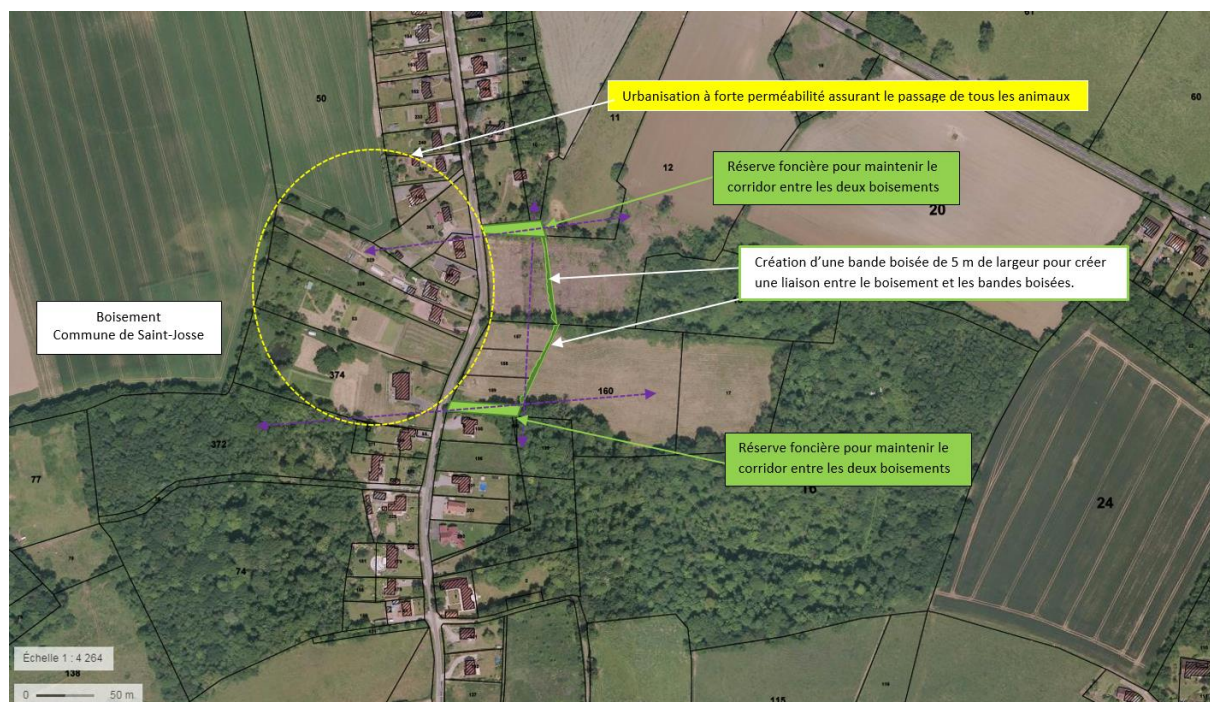 50
61
60
Urbanisation à forte perméabilité assurant le passage de tous les animaux
11
12
Réserve foncière pour maintenir le
corridor entre les deux boisements
20
Création d’une bande boisée de 5 m de largeur pour créer
une liaison entre le boisement et les bandes boisées.
Boisement
Commune de Saint-Josse
374
160
17
372
Réserve foncière pour maintenir le
corridor entre les deux boisements
77
16
24
74
Échelle 1 : 4 264
138
0 50 m
115